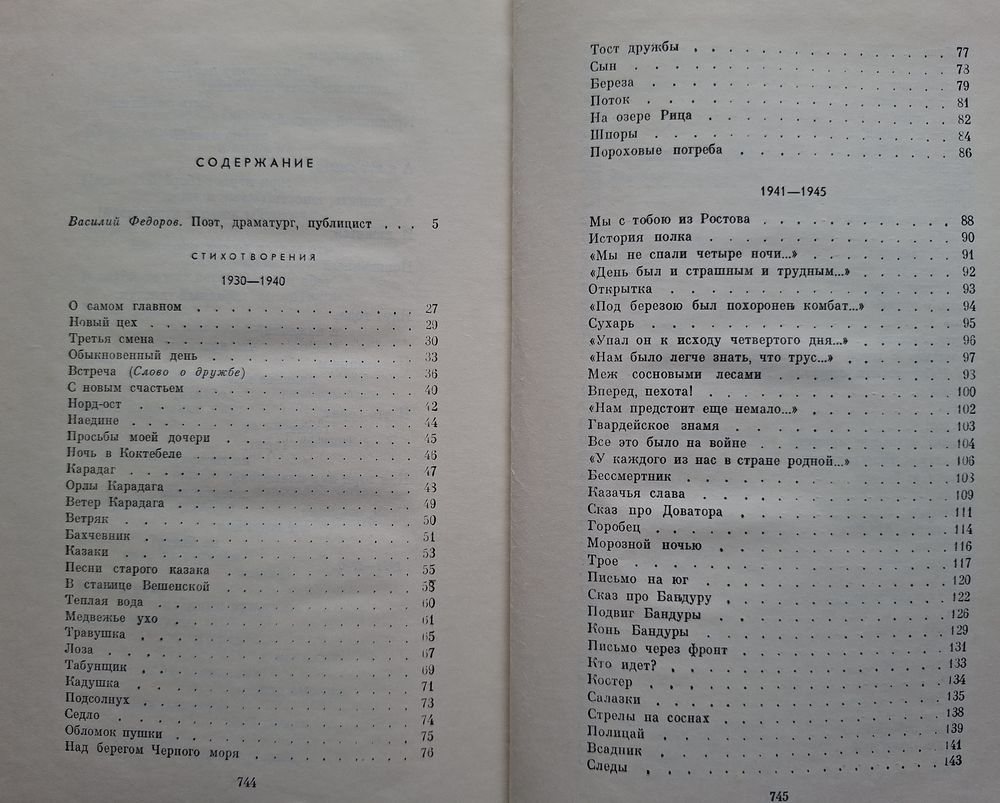 СОДЕРЖАНИЕ
Василий Федоров. Поэт, драматург, публицист . . . 5
СТИХОТВОРЕНИЯ
1930—1940
О самом главном . . . 27
Новый цех . . . 29
Третья смена . . . 30
Обыкновенный день . . . 33
Встреча (Слово о дружбе) . . . 36
С новым счастьем . . . 40
Норд-ост . . . 42
Наедине . . . 44
Просьбы моей дочери . . . 45
Ночь в Коктебеле . . . 46
Карадаг . . . 47
Орлы Карадага . . . 48
Ветер Карадага . . . 49
Ветряк . . . 50
Бахчевник . . . 51
Казаки . . . 53
Песни старого казака . . . 55
В станице Вешенской . . . 58
Теплая вода . . . 60
Медвежье ухо . . . 61
Травушка . . . 65
Лоза . . . 67
Табунщик . . . 69
Кадушка . . . 71
Подсолнух . . . 73
Седло . . . 74
Обломок пушки . . . 75
Над берегом Черного моря . . . 76
744
Тост дружбы . . . 77
Сын . . . 78
Береза . . . 79
Поток . . . 81
На озере Рица . . . 82
Шпоры . . . 84
Пороховые погреба . . . 86
1941—1945
Мы с тобою из Ростова . . . 88
История полка . . . 90
«Мы не спали четыре ночи...» . . . 91
«День был и страшным и трудным...» . . . 92
Открытка . . . 93
«Под березою был похоронен комбат...» . . . 94
Сухарь . . . 95
«Упал он к исходу четвертого дня...» . . . 96
«Нам было легче знать, что трус...» . . . 97
Меж сосновыми лесами . . . 98
Вперед, пехота! . . . 100
«Нам предстоит еще немало...» . . . 102
Гвардейское знамя . . . 103
Все это было на войне . . . 104
«У каждого из нас в стране родной...» . . . 106
Бессмертник . . . 108
Казачья слава . . . 109
Сказ про Доватора . . . 111
Горобец . . . 114
Морозной ночью . . . 116
Трое . . . 117
Письмо на юг . . . 120
Сказ про Бандуру . . . 122
Подвиг Бандуры . . . 126
Конь Бандуры . . . 129
Письмо через фронт . . . 131
Кто идет? . . . 133
Костер . . . 134
Салазки . . . 135
Стрелы на соснах . . . 138
Полицай . . . 139
Всадник . . . 141
Следы . . . 143
745